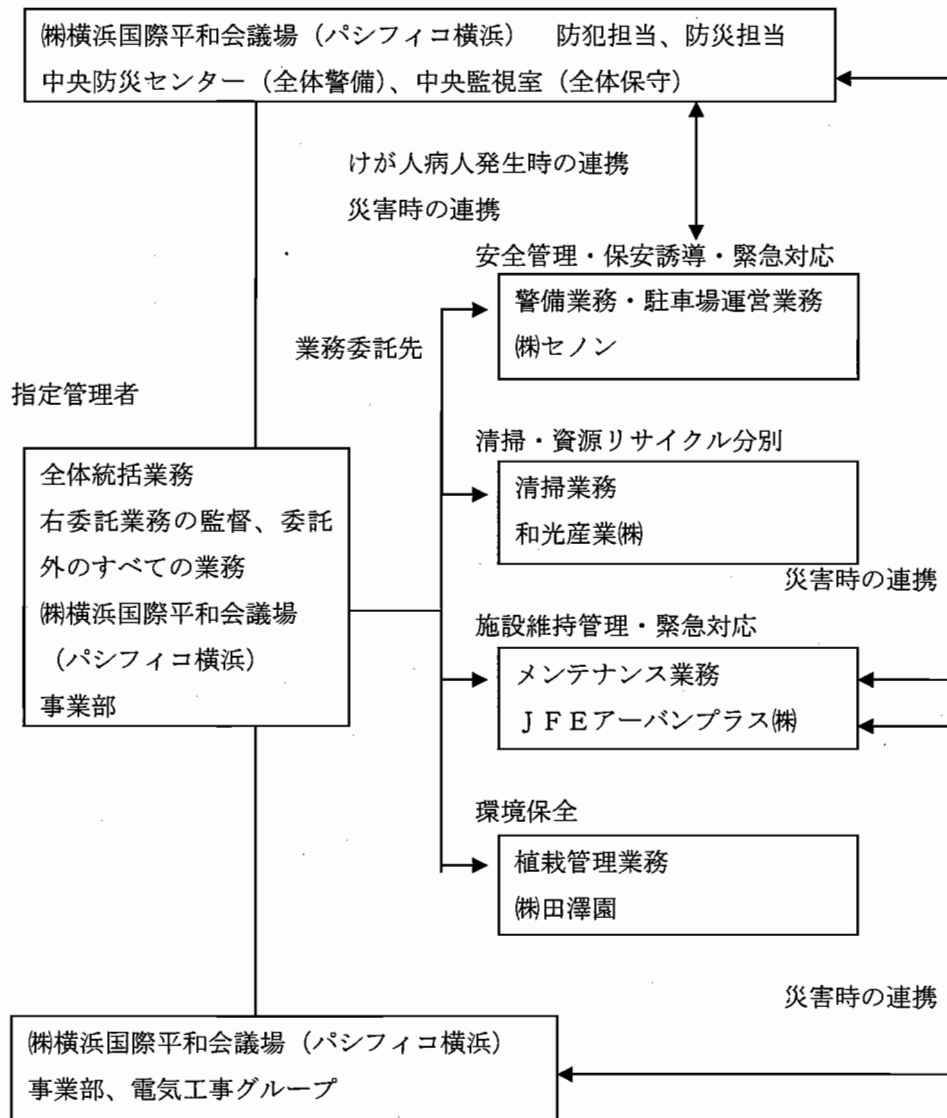 ㈱横浜国際平和会議場（パシフィコ横浜）　防犯担当、防災担当
中央防災センター（全体警備）、中央監視室（全体保守）
けが人病人発生時の連携
災害時の連携
安全管理・保安誘導・緊急対応
警備業務・駐車場運営業務
㈱セノン
業務委託先
指定管理者
全体統括業務
右委託業務の監督、委託
外のすべての業務
㈱横浜国際平和会議場
（パシフィコ横浜）
事業部
清掃・資源リサイクル分別
清掃業務
和光産業㈱
災害時の連携
施設維持管理・緊急対応
メンテナンス業務
ＪＦＥアーバンプラス㈱
環境保全
植栽管理業務
㈱田澤園
災害時の連携
㈱横浜国際平和会議場（パシフィコ横浜）
事業部、電気工事グループ